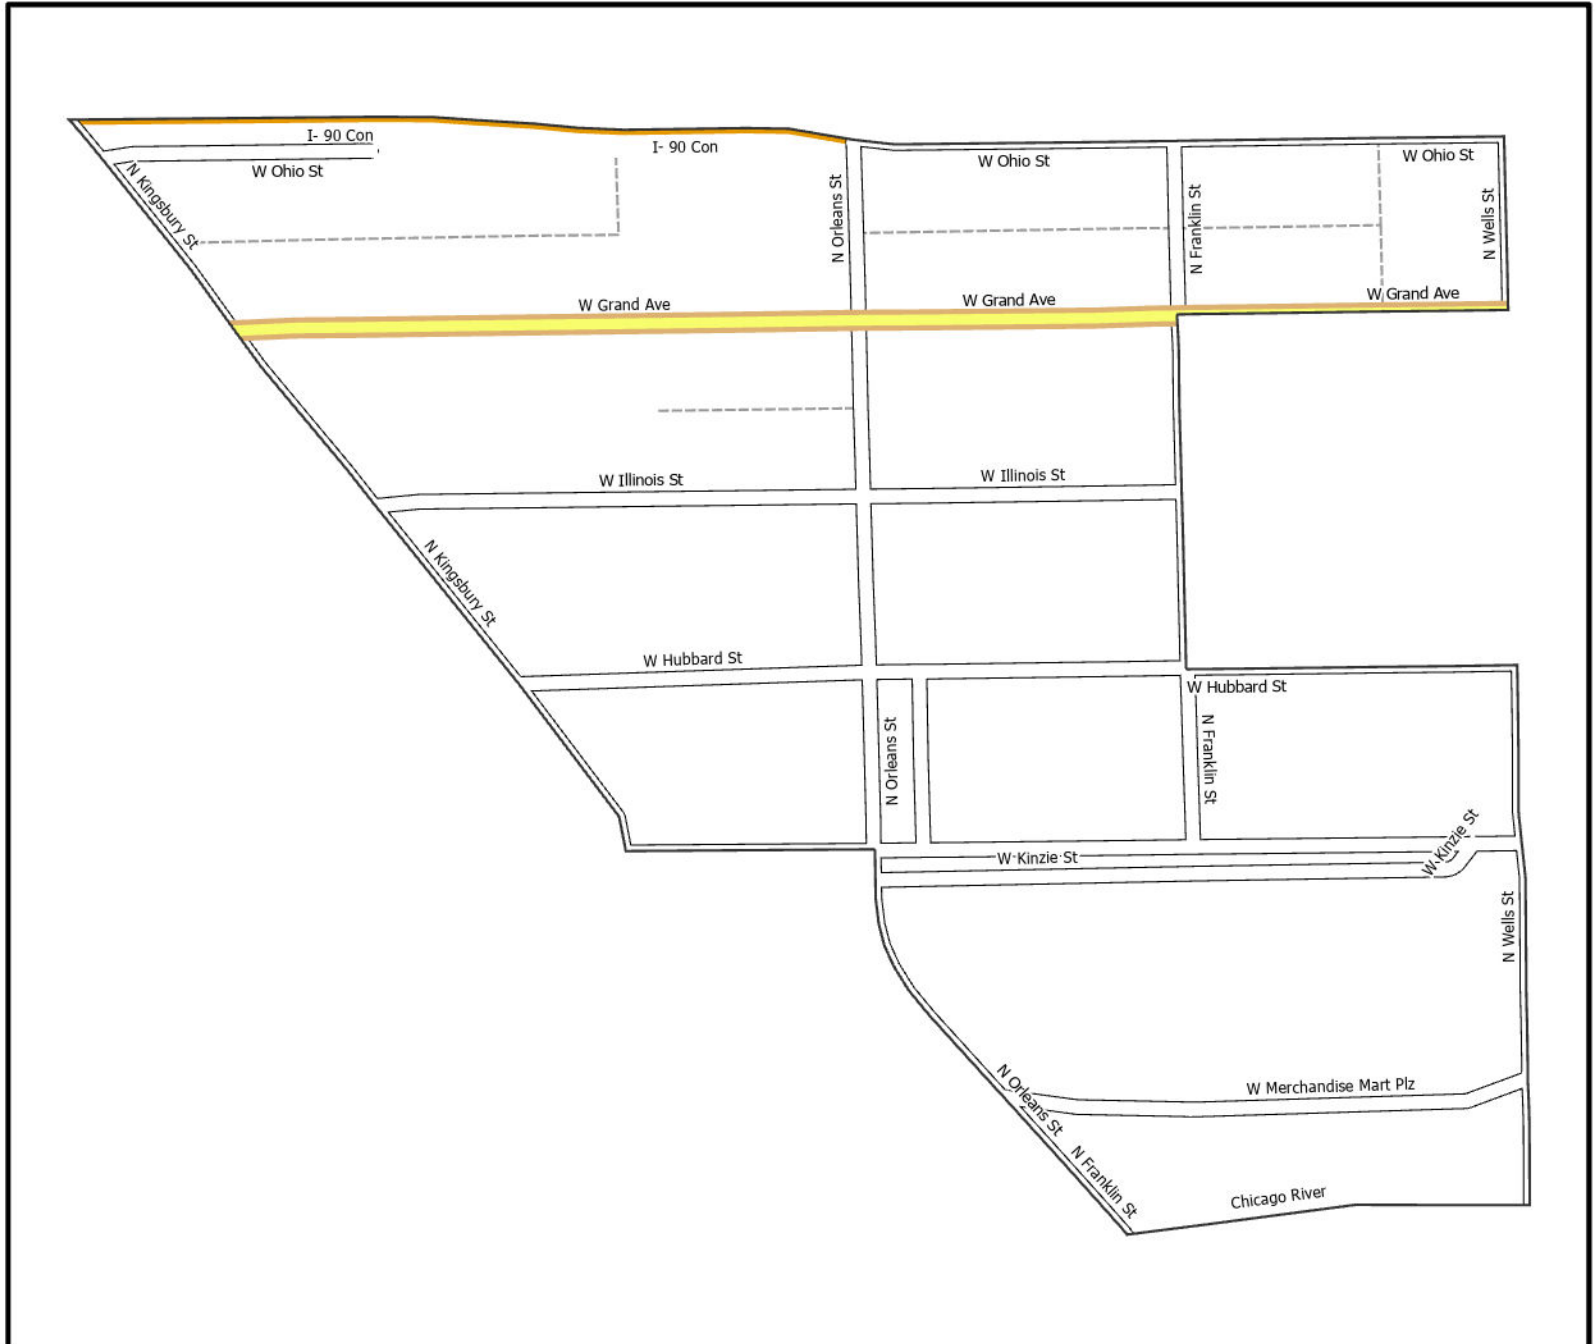 I- 90 Con
I- 90 Con
W Ohio St
W Ohio St
W Ohio St
N Kingsbury St
N Orleans St
N Franklin St
N Wells St
W Grand Ave
W Grand Ave
W Grand Ave
W Illinois St
W Illinois St
N Kingsbury St
W Hubbard St
W Hubbard St
N Orleans St
N Franklin St
W Kinzie St
W Kinzie St
N Wells St
N Orleans St
W Merchandise Mart Plz
N Franklin St
Chicago River